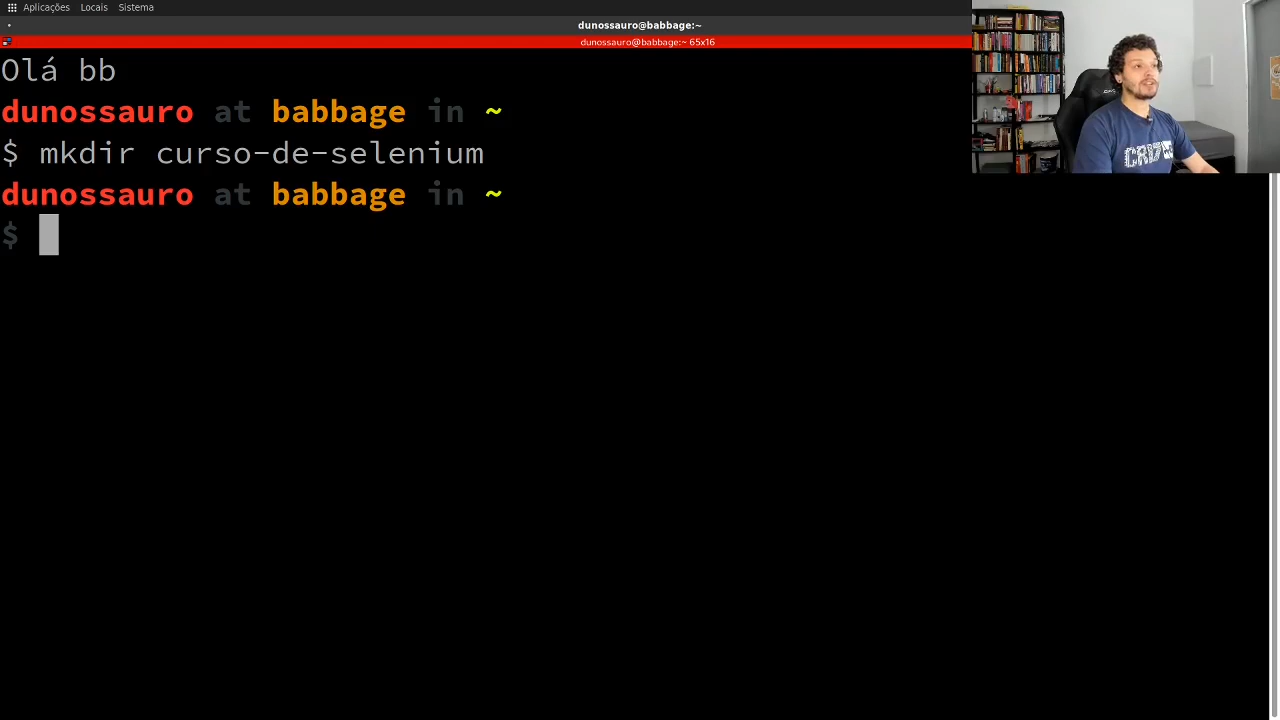 Aplicações Locais Sistema
dunossauro@babbage:~
dunossauro@babbage:~ 65x16
Olá bb
dunossauro at babbage in ~
$ mkdir curso-de-selenium
dunossauro at babbage in ~
$